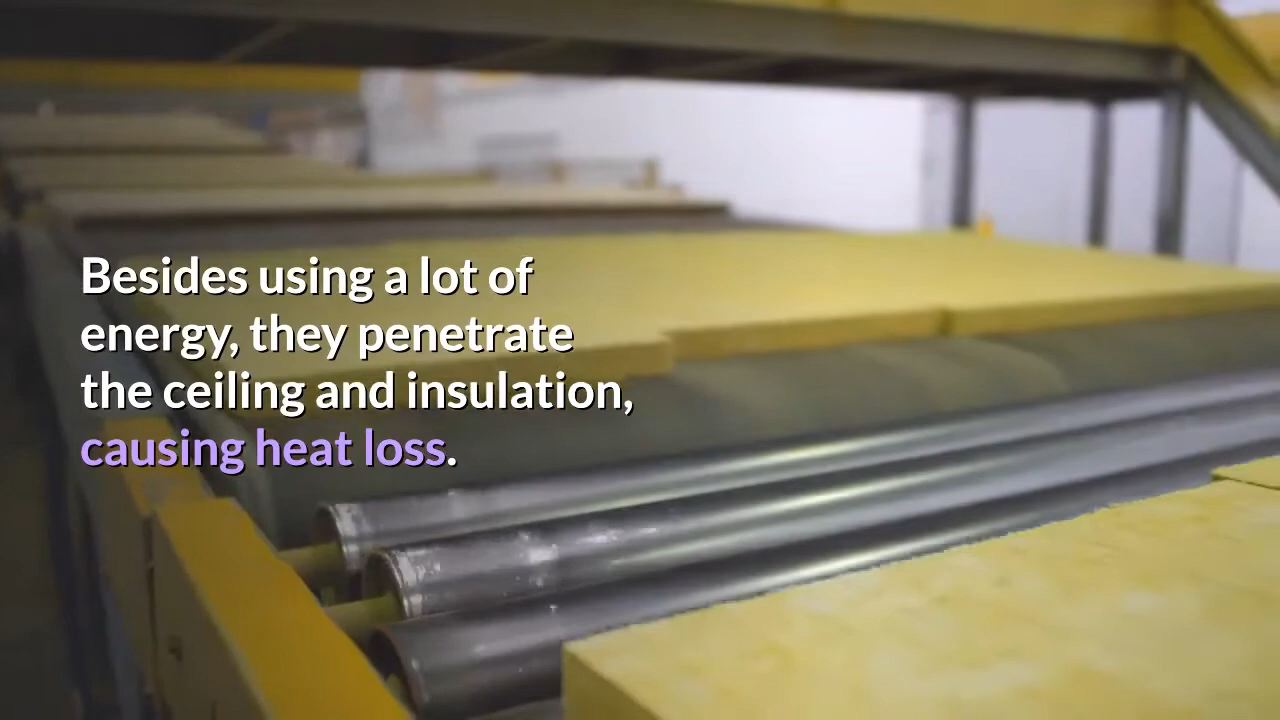 Besides using a lot of
energy, they penetrate
the ceiling and insulation,
causing heat loss.